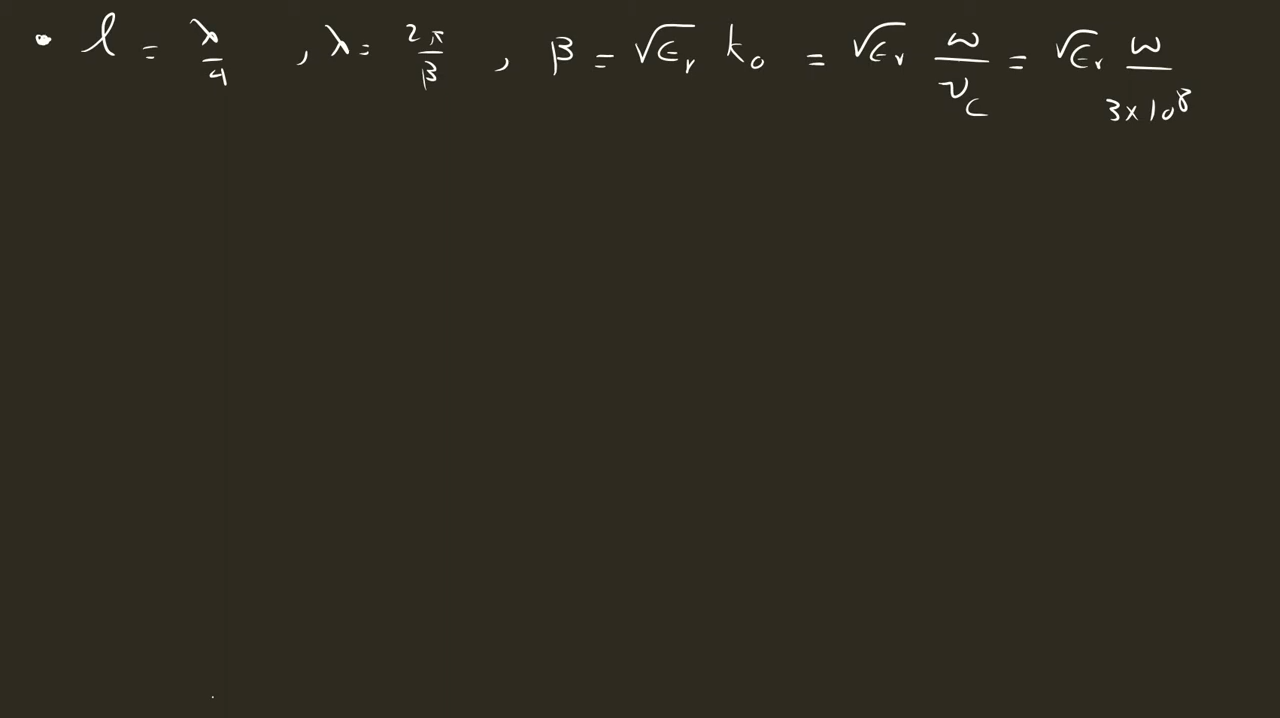 • l = λ/4 , λ = 2π/β , β = √ϵr k₀ = √ϵr ω/vc = √ϵr ω/3×10⁸